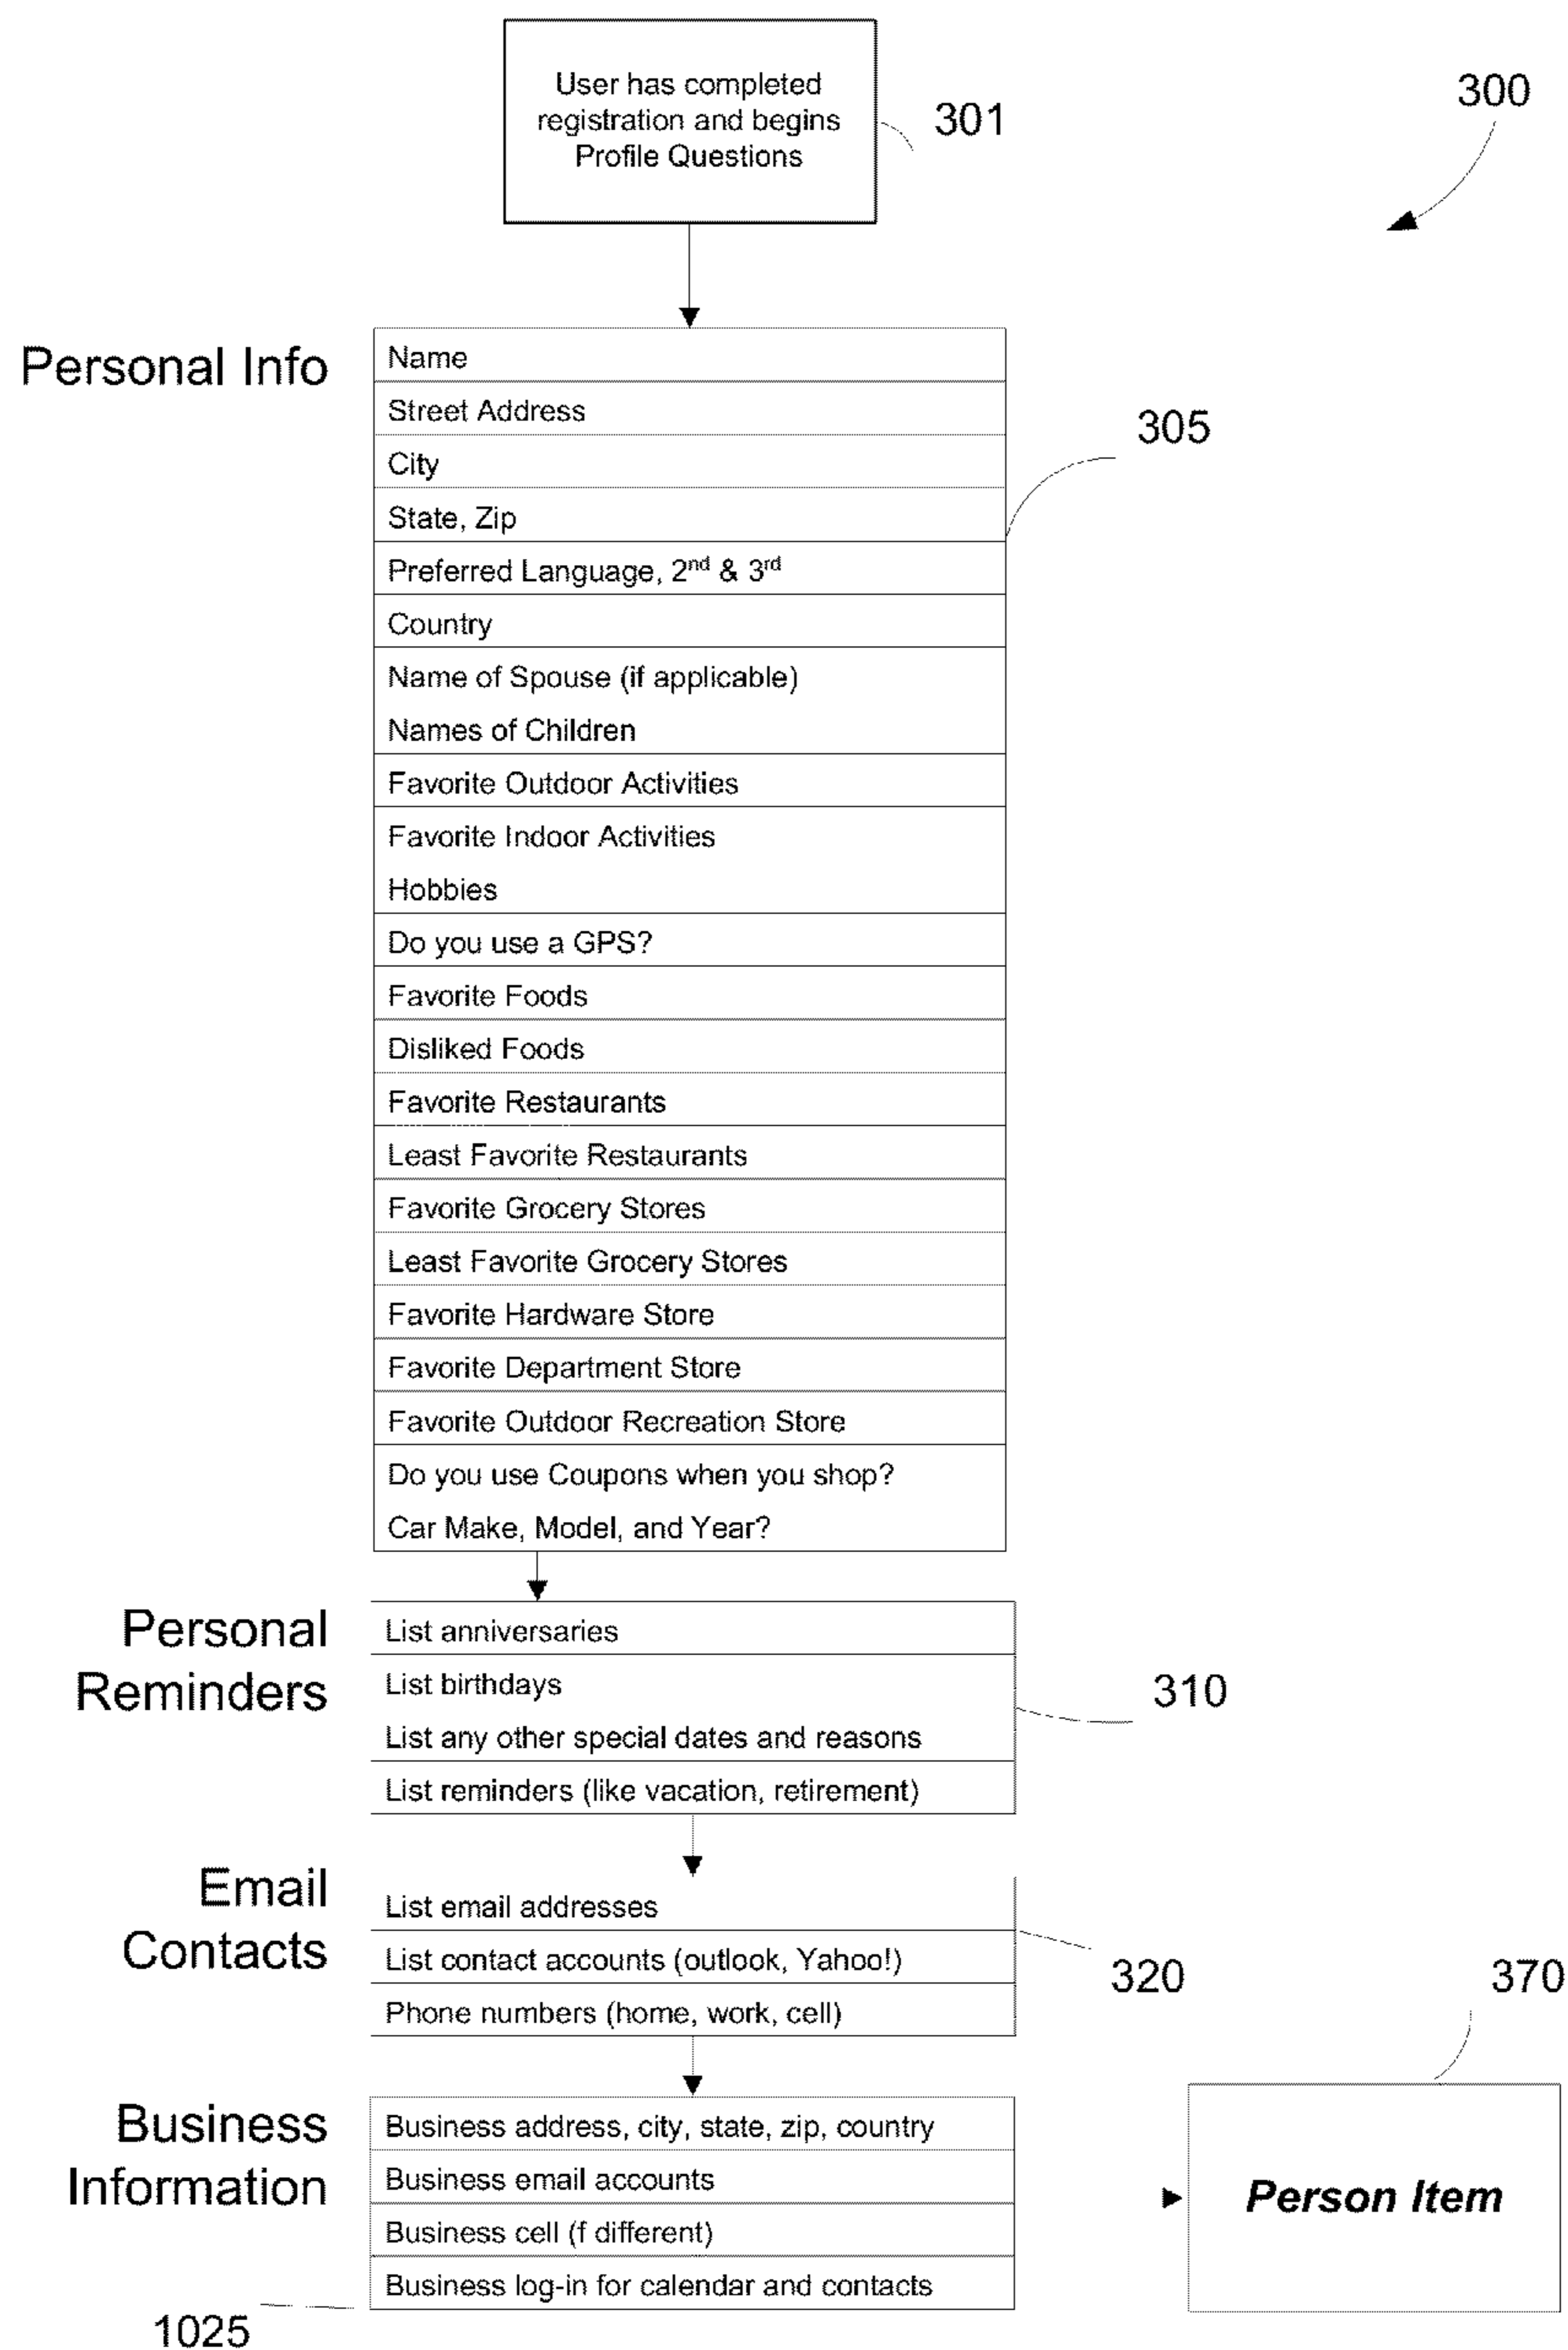 User has completed
registration and begins
Profile Questions
301
300
Personal Info
Name
Street Address
305
City
State, Zip
Preferred Language, 2nd & 3rd
Country
Name of Spouse (if applicable)
Names of Children
Favorite Outdoor Activities
Favorite Indoor Activities
Hobbies
Do you use a GPS?
Favorite Foods
Disliked Foods
Favorite Restaurants
Least Favorite Restaurants
Favorite Grocery Stores
Least Favorite Grocery Stores
Favorite Hardware Store
Favorite Department Store
Favorite Outdoor Recreation Store
Do you use Coupons when you shop?
Car Make, Model, and Year?
Personal
Reminders
List anniversaries
List birthdays
310
List any other special dates and reasons
List reminders (like vacation, retirement)
Email
Contacts
List email addresses
List contact accounts (outlook, Yahoo!)
320
370
Phone numbers (home, work, cell)
Business
Information
Business address, city, state, zip, country
Business email accounts
Business cell (f different)
Business log-in for calendar and contacts
Person Item
1025